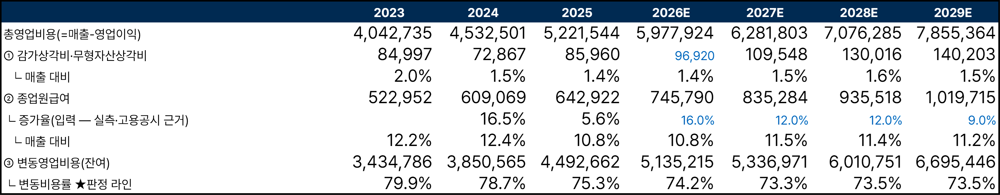 2023 2024 2025 2026E 2027E 2028E 2029E
총영업비용(=매출-영업이익) 4,042,735 4,532,501 5,221,544 5,977,924 6,281,803 7,076,285 7,855,364
① 감가상각비·무형자산상각비 84,997 72,867 85,960 96,920 109,548 130,016 140,203
└ 매출 대비 2.0% 1.5% 1.4% 1.4% 1.5% 1.6% 1.5%
② 종업원급여 522,952 609,069 642,922 745,790 835,284 935,518 1,019,715
└ 증가율(입력 — 실측·고용공시 근거) 16.5% 5.6% 16.0% 12.0% 12.0% 9.0%
└ 매출 대비 12.2% 12.4% 10.8% 10.8% 11.5% 11.4% 11.2%
③ 변동영업비용(잔여) 3,434,786 3,850,565 4,492,662 5,135,215 5,336,971 6,010,751 6,695,446
└ 변동비용률 ★판정 라인 79.9% 78.7% 75.3% 74.2% 73.3% 73.5% 73.5%